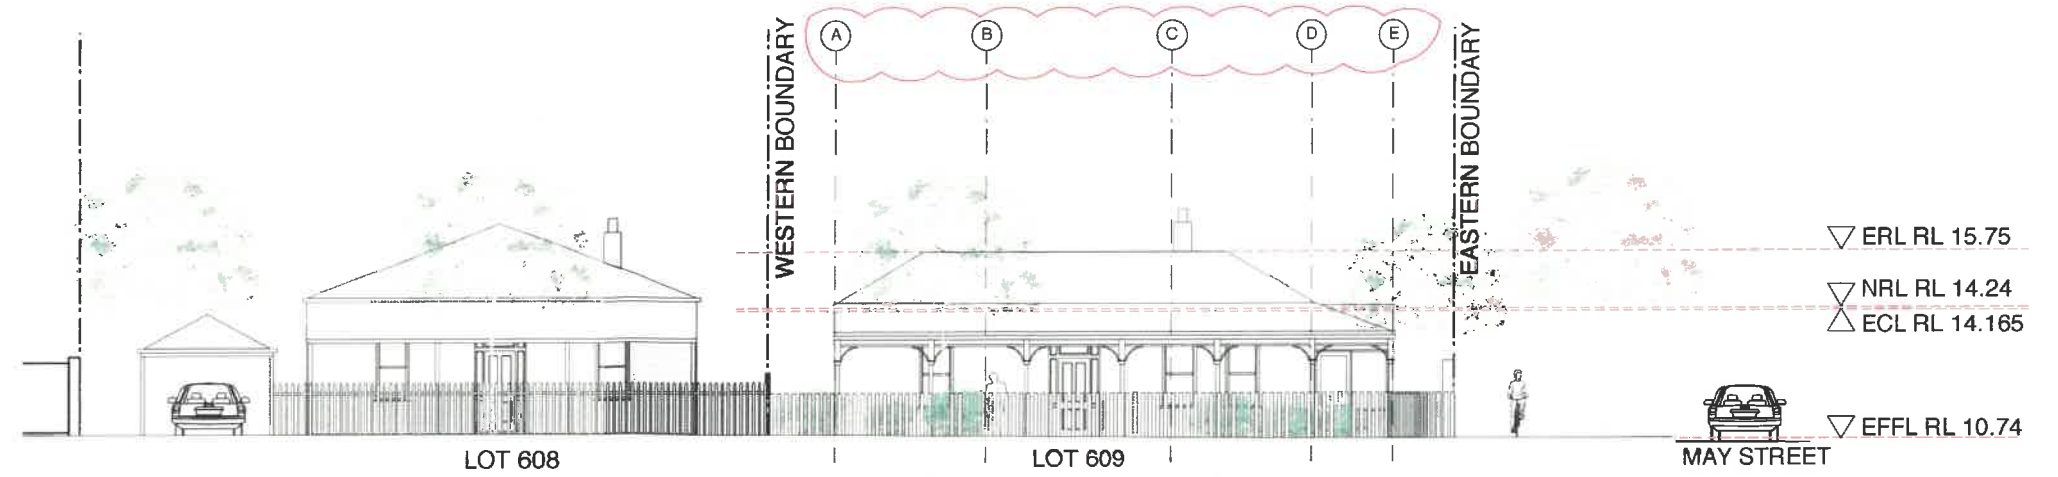 A B C D E
WESTERN BOUNDARY
EASTERN BOUNDARY
ERL RL 15.75
NRL RL 14.24
ECL RL 14.165
EFFL RL 10.74
LOT 608
LOT 609
MAY STREET